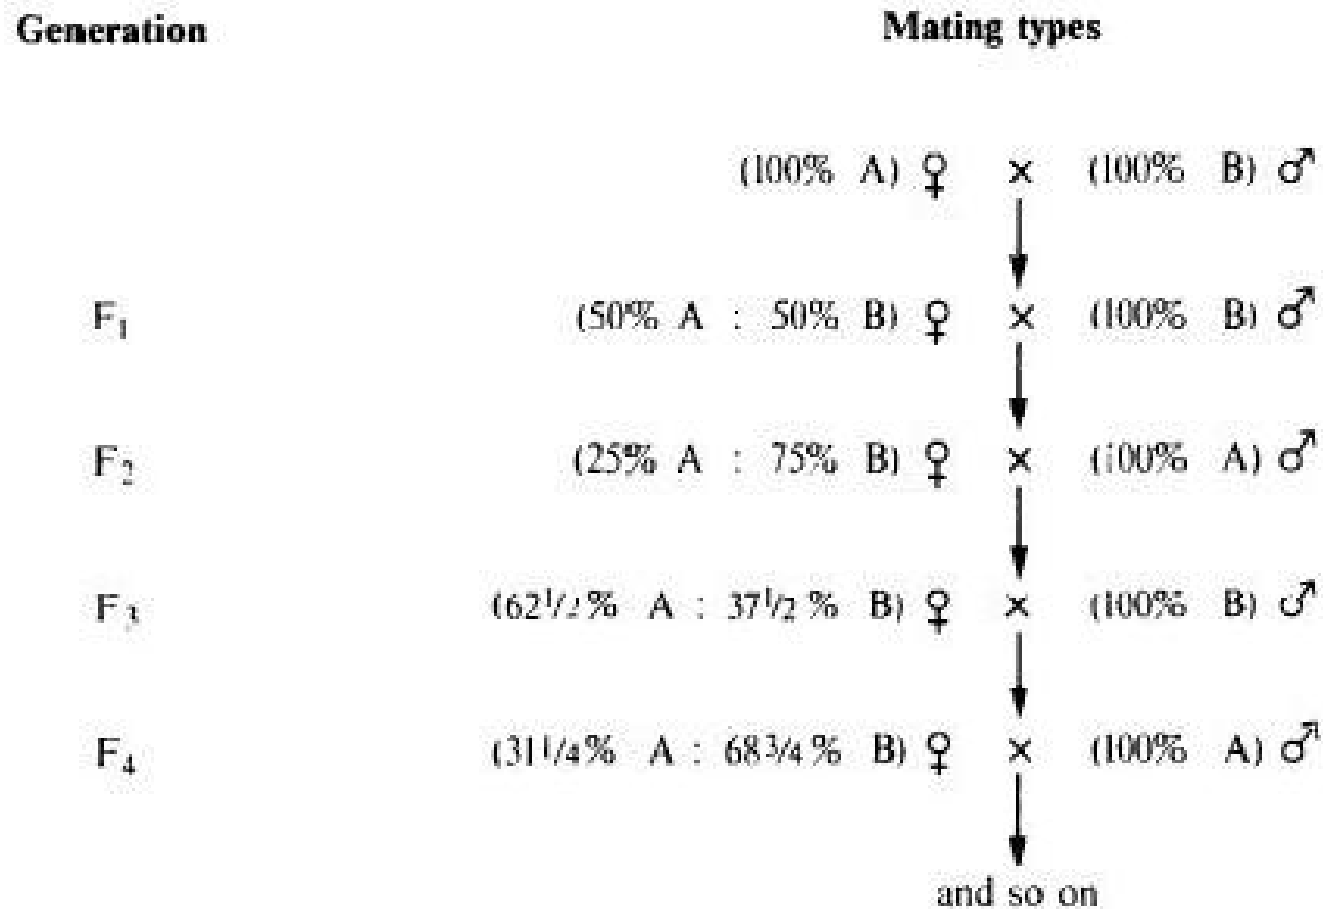 Generation Mating types
(100% A) ♀ × (100% B) ♂
F₁ (50% A : 50% B) ♀ × (100% B) ♂
F₂ (25% A : 75% B) ♀ × (100% A) ♂
F₃ (62¹/₂% A : 37¹/₂% B) ♀ × (100% B) ♂
F₄ (31¹/₄% A : 68³/₄% B) ♀ × (100% A) ♂
and so on